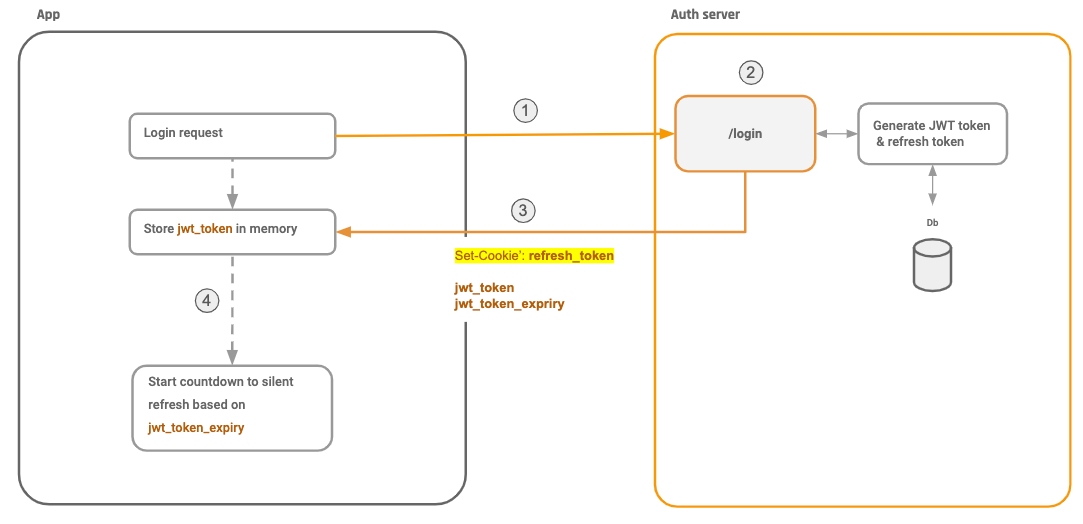 App
Auth server
2
1
Login request
/login
Generate JWT token
& refresh token
3
Store jwt_token in memory
Db
Set-Cookie': refresh_token
jwt_token
jwt_token_expriry
4
Start countdown to silent
refresh based on
jwt_token_expiry